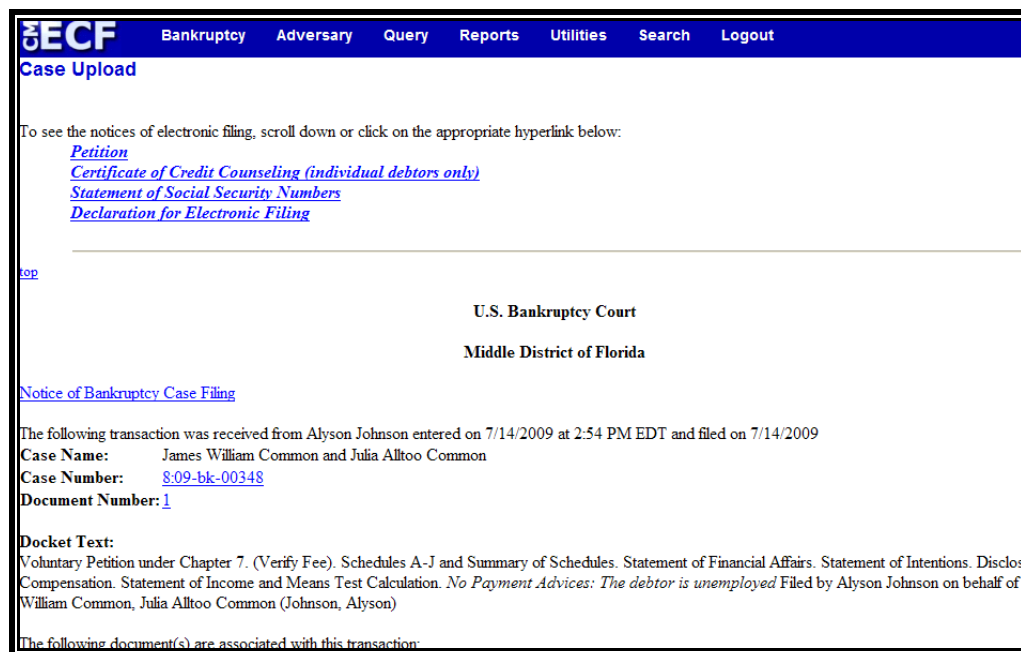 CM ECF Bankruptcy Adversary Query Reports Utilities Search Logout
Case Upload
To see the notices of electronic filing, scroll down or click on the appropriate hyperlink below:
Petition
Certificate of Credit Counseling (individual debtors only)
Statement of Social Security Numbers
Declaration for Electronic Filing
top
U.S. Bankruptcy Court
Middle District of Florida
Notice of Bankruptcy Case Filing
The following transaction was received from Alyson Johnson entered on 7/14/2009 at 2:54 PM EDT and filed on 7/14/2009
Case Name: James William Common and Julia Alltoo Common
Case Number: 8:09-bk-00348
Document Number: 1
Docket Text:
Voluntary Petition under Chapter 7. (Verify Fee). Schedules A-J and Summary of Schedules. Statement of Financial Affairs. Statement of Intentions. Disclos
Compensation. Statement of Income and Means Test Calculation. No Payment Advices: The debtor is unemployed Filed by Alyson Johnson on behalf of
William Common, Julia Alltoo Common (Johnson, Alyson)
The following document(s) are associated with this transaction: